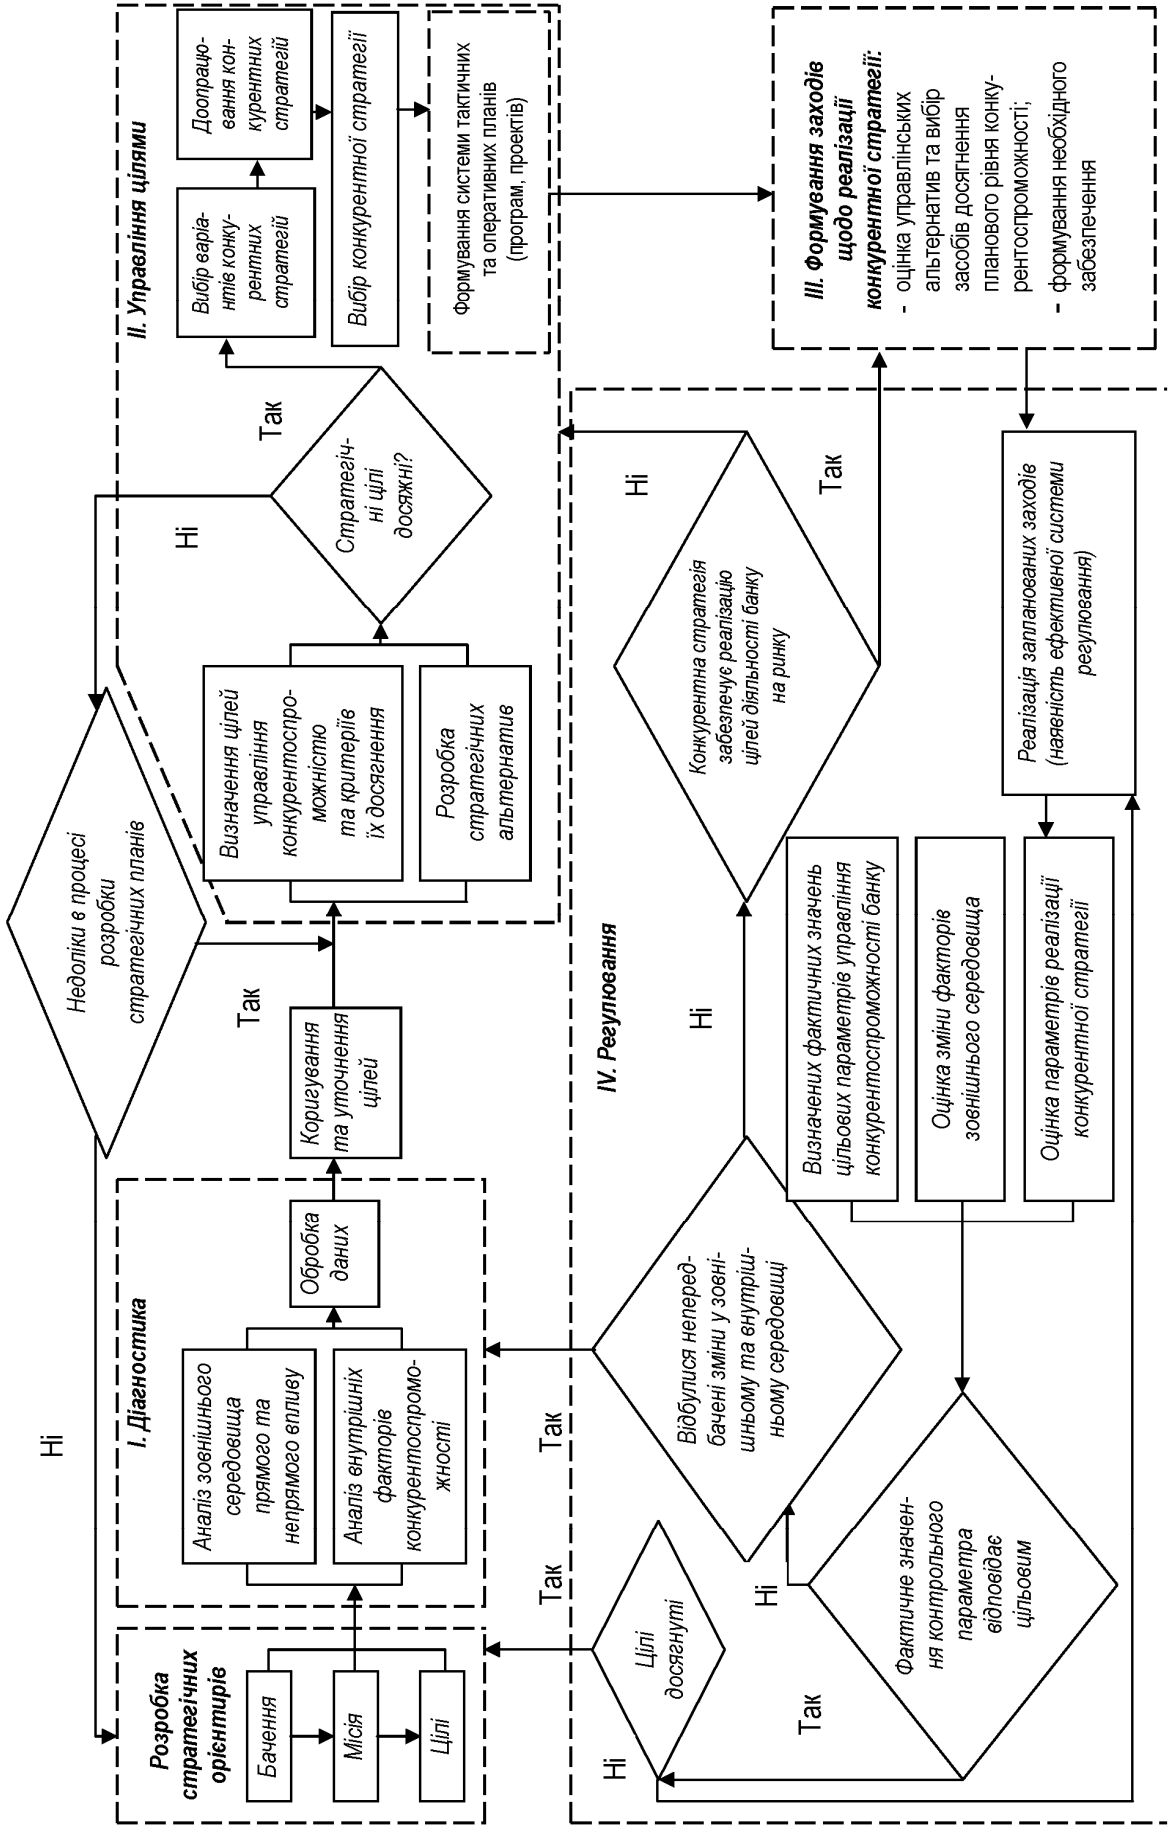 Недоліки в процесі
розробки
стратегічних планів
Ні
Так
Ні
Розробка
стратегічних
орієнтирів
Бачення
Місія
Цілі
І. Діагностика
Аналіз зовнішнього
середовища
прямого та
непрямого впливу
Аналіз внутрішніх
факторів
конкурентоспромо-
жності
Обробка
даних
Коригування
та уточнення
цілей
ІІ. Управління цілями
Визначення цілей
управління
конкурентоспро-
можністю
та критеріїв
їх досягнення
Розробка
стратегічних
альтернатив
Стратегіч-
ні цілі
досяжні?
Так
Вибір варіа-
нтів конку-
рентних
стратегій
Доопрацю-
вання кон-
курентних
стратегій
Вибір конкурентної стратегії
Формування системи тактичних
та оперативних планів
(програм, проектів)
IV. Регулювання
Цілі
досягнуті
Так
Ні
Відбулися неперед-
бачені зміни у зовні-
шньому та внутріш-
ньому середовищі
Так
Ні
Конкурентна стратегія
забезпечує реалізацію
цілей діяльності банку
на ринку
Ні
Так
Фактичне значен-
ня контрольного
параметра
відповідає
цільовим
Ні
Так
Визначених фактичних значень
цільових параметрів управління
конкурентоспроможності банку
Оцінка зміни факторів
зовнішнього середовища
Оцінка параметрів реалізації
конкурентної стратегії
Реалізація запланованих заходів
(наявність ефективної системи
регулювання)
ІІІ. Формування заходів
щодо реалізації
конкурентної стратегії:
- оцінка управлінських
альтернатив та вибір
засобів досягнення
планового рівня конку-
рентоспроможності;
- формування необхідного
забезпечення